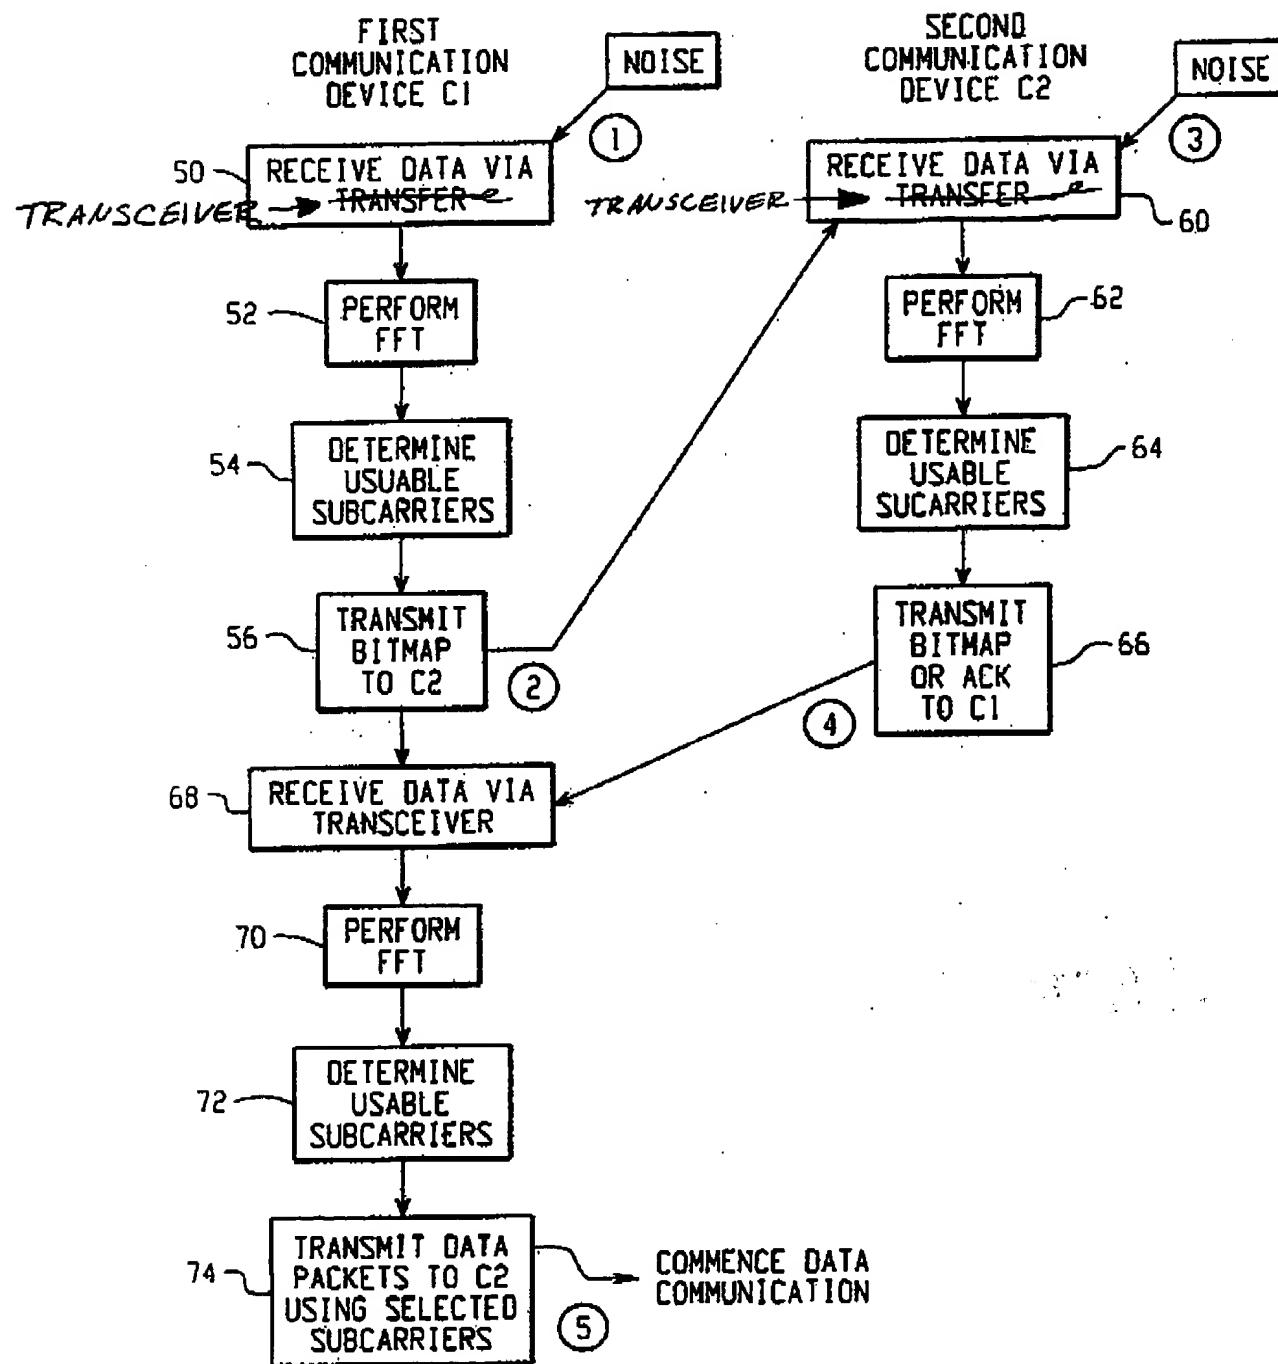 FIRST
COMMUNICATION
DEVICE C1
NOISE
1
50
RECEIVE DATA VIA
TRANSFER
TRANSCEIVER
52
PERFORM
FFT
54
DETERMINE
USUABLE
SUBCARRIERS
56
TRANSMIT
BITMAP
TO C2
2
68
RECEIVE DATA VIA
TRANSCEIVER
70
PERFORM
FFT
72
DETERMINE
USABLE
SUBCARRIERS
74
TRANSMIT DATA
PACKETS TO C2
USING SELECTED
SUBCARRIERS
5
COMMENCE DATA
COMMUNICATION
SECOND
COMMUNICATION
DEVICE C2
NOISE
3
RECEIVE DATA VIA
TRANSFER
TRANSCEIVER
60
PERFORM
FFT
62
DETERMINE
USABLE
SUCARRIERS
64
TRANSMIT
BITMAP
OR ACK
TO C1
66
4